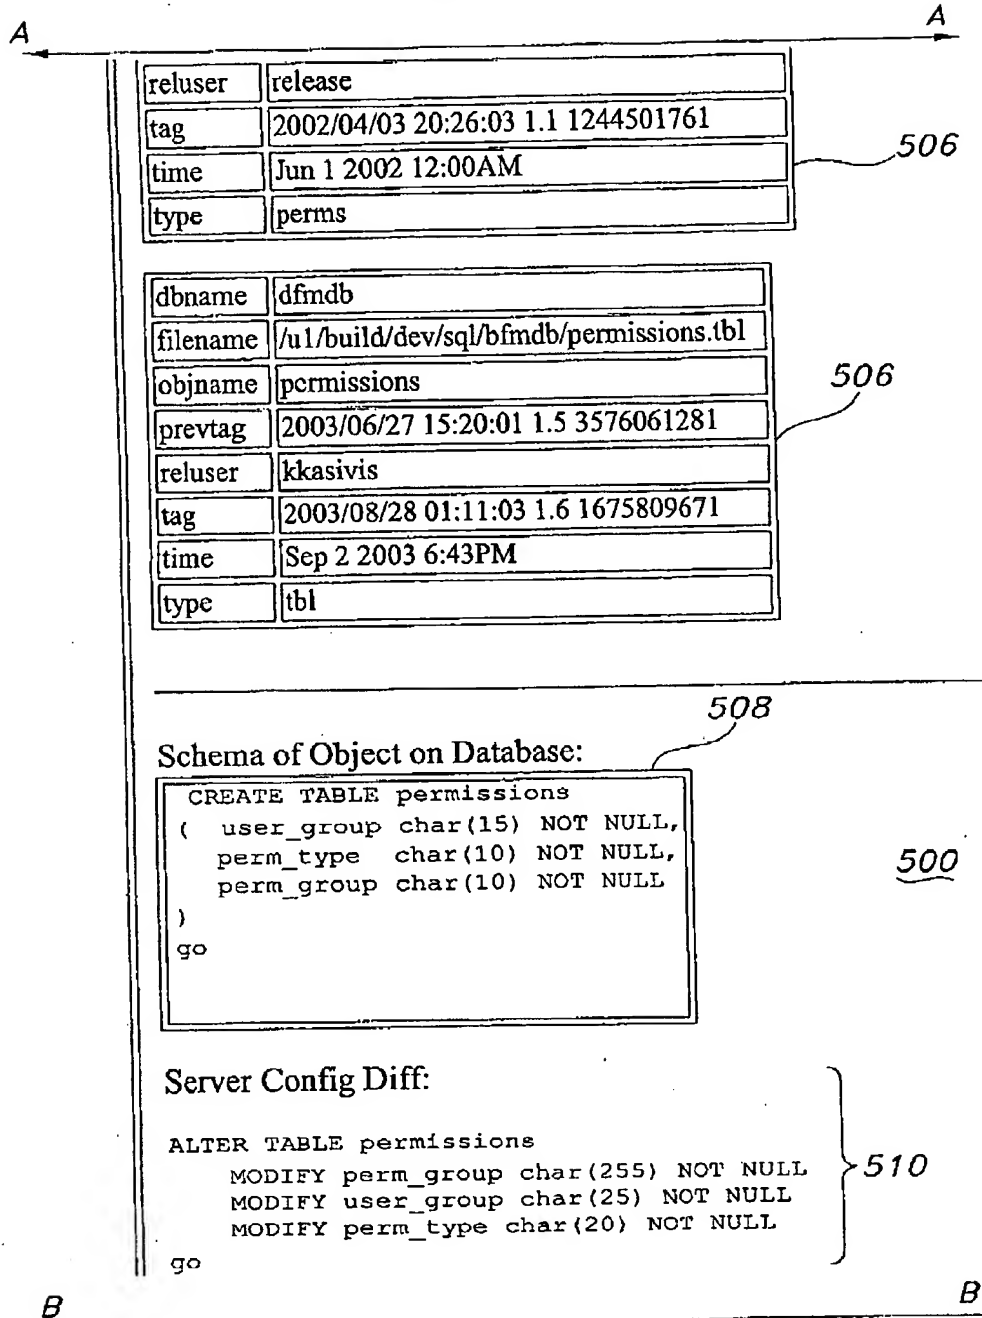 A A
reluser release
tag 2002/04/03 20:26:03 1.1 1244501761
506
time Jun 1 2002 12:00AM
type perms
dbname dfmdb
filename /u1/build/dev/sql/bfmdb/permissions.tbl
objname permissions
506
prevtag 2003/06/27 15:20:01 1.5 3576061281
reluser kkasivis
tag 2003/08/28 01:11:03 1.6 1675809671
time Sep 2 2003 6:43PM
type tbl
508
Schema of Object on Database:
CREATE TABLE permissions
( user_group char(15) NOT NULL,
perm_type char(10) NOT NULL,
500
perm_group char(10) NOT NULL
)
go
Server Config Diff:
ALTER TABLE permissions
MODIFY perm_group char(255) NOT NULL
510
MODIFY user_group char(25) NOT NULL
MODIFY perm_type char(20) NOT NULL
go
B B